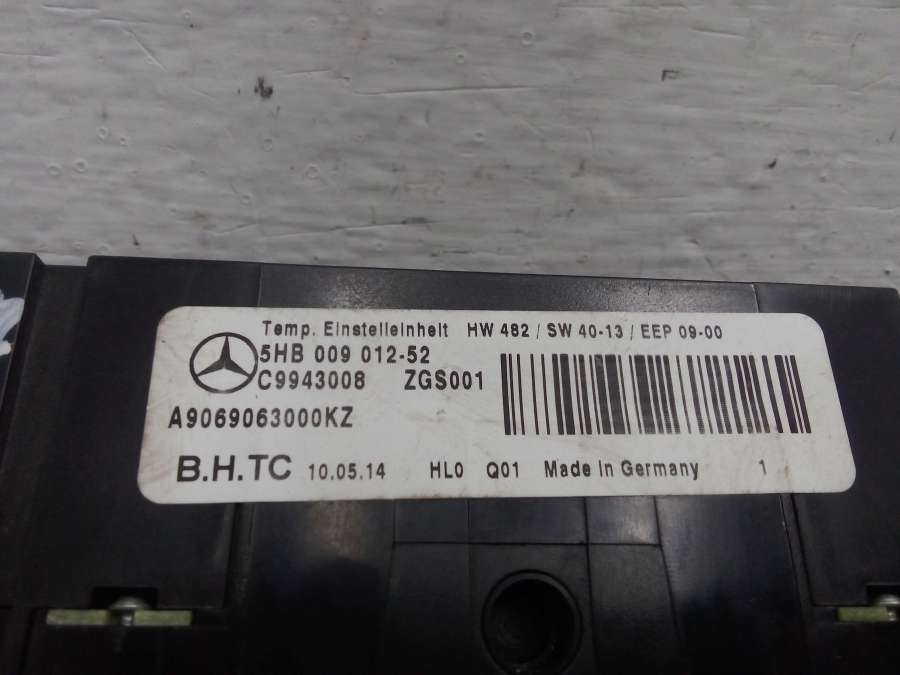 Temp. Einstelleinheit HW 482 / SW 40-13 / EEP 09-00
5HB 009 012-52
C9943008 ZGS001
A9069063000KZ
B.H.TC 10.05.14 HL0 Q01 Made in Germany 1